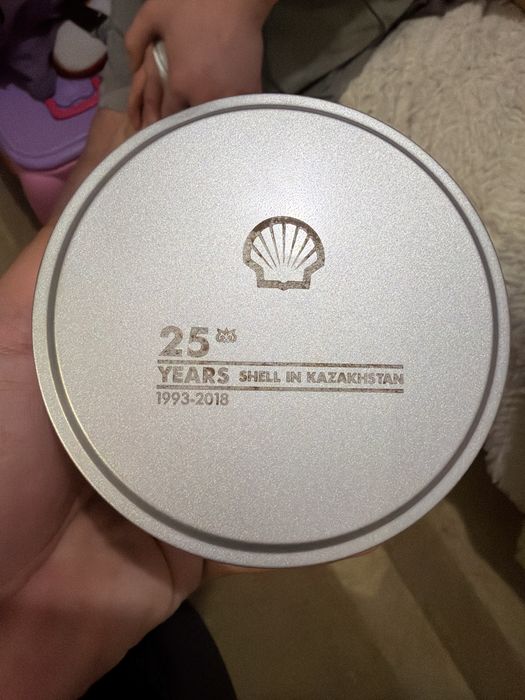 25
YEARS SHELL IN KAZAKHSTAN
1993-2018